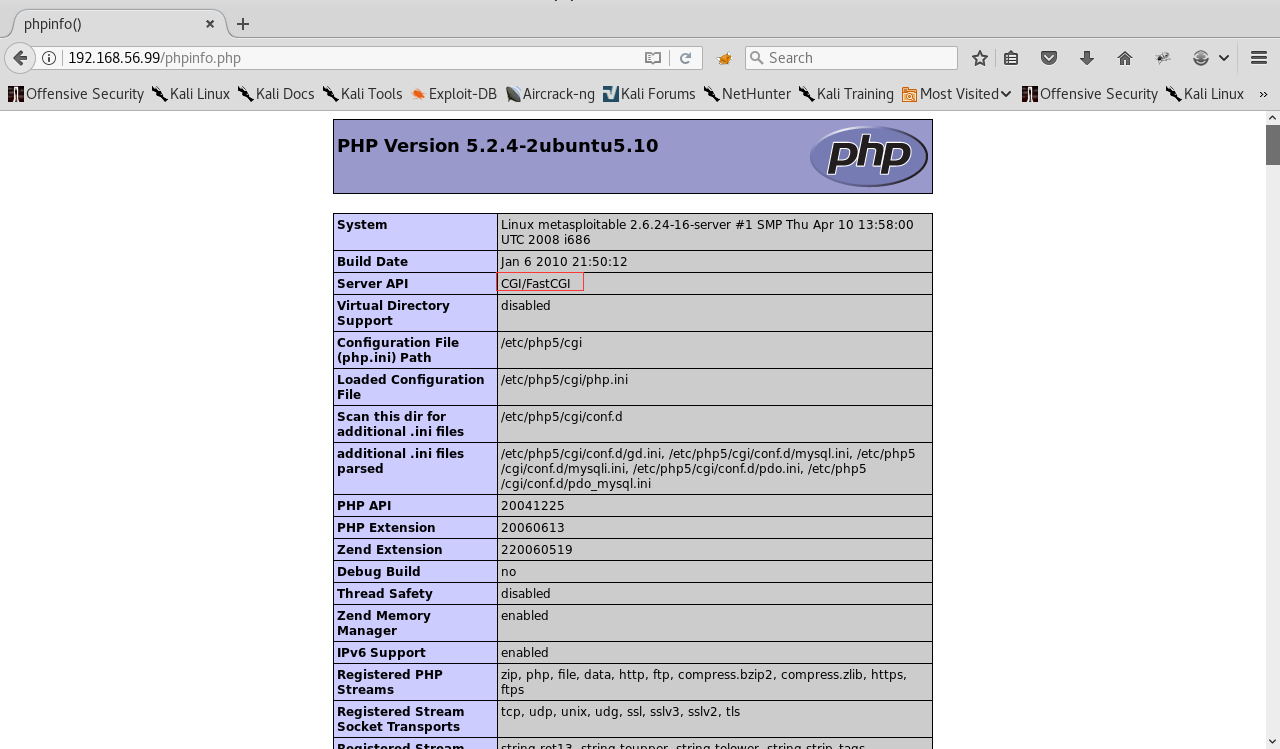 phpinfo()
192.168.56.99/phpinfo.php
Search
Offensive Security Kali Linux Kali Docs Kali Tools Exploit-DB Aircrack-ng Kali Forums NetHunter Kali Training Most Visited Offensive Security Kali Linux »
PHP Version 5.2.4-2ubuntu5.10
php
System Linux metasploitable 2.6.24-16-server #1 SMP Thu Apr 10 13:58:00
UTC 2008 i686
Build Date Jan 6 2010 21:50:12
Server API CGI/FastCGI
Virtual Directory disabled
Support
Configuration File /etc/php5/cgi
(php.ini) Path
Loaded Configuration /etc/php5/cgi/php.ini
File
Scan this dir for /etc/php5/cgi/conf.d
additional .ini files
additional .ini files /etc/php5/cgi/conf.d/gd.ini, /etc/php5/cgi/conf.d/mysql.ini, /etc/php5
parsed /cgi/conf.d/mysqli.ini, /etc/php5/cgi/conf.d/pdo.ini, /etc/php5
/cgi/conf.d/pdo_mysql.ini
PHP API 20041225
PHP Extension 20060613
Zend Extension 220060519
Debug Build no
Thread Safety disabled
Zend Memory enabled
Manager
IPv6 Support enabled
Registered PHP zip, php, file, data, http, ftp, compress.bzip2, compress.zlib, https,
Streams ftps
Registered Stream tcp, udp, unix, udg, ssl, sslv3, sslv2, tls
Socket Transports
Registered Stream string.rot13, string.toupper, string.tolower, string.strip_tags,